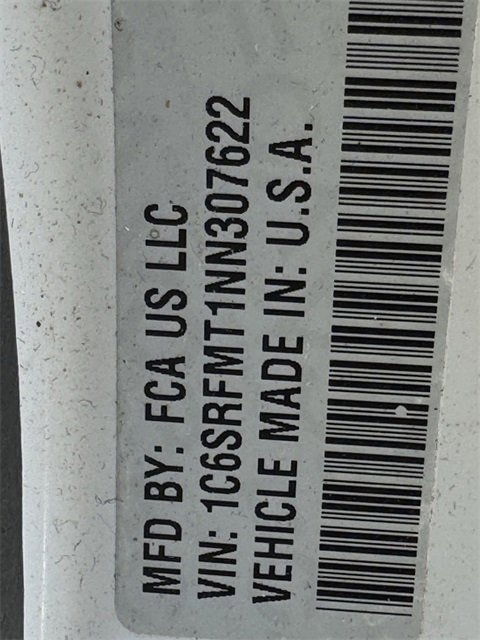 MFD BY: FCA US LLC
VIN: 1C6SRFMT1NN307622
VEHICLE MADE IN: U.S.A.